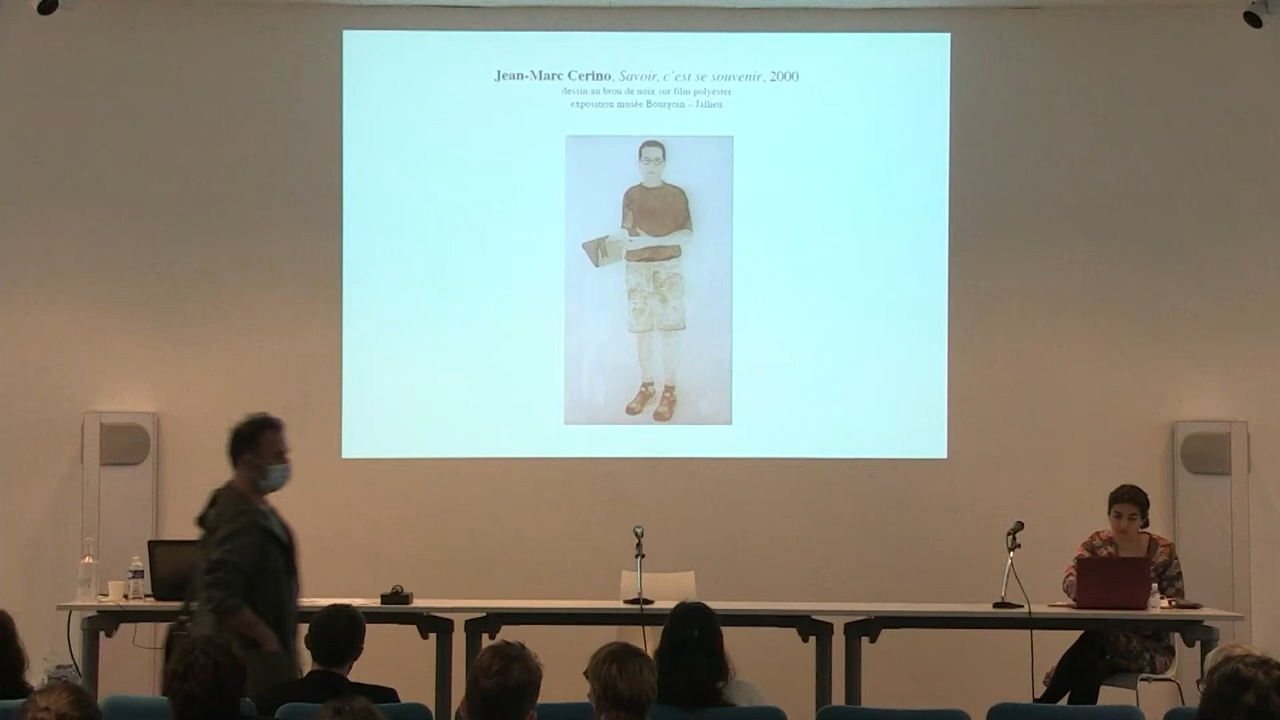 Jean-Marc Cerino, Savoir, c'est se souvenir, 2000
dessin au brou de noix sur film polyester
exposition musée Bourgoin – Jallieu